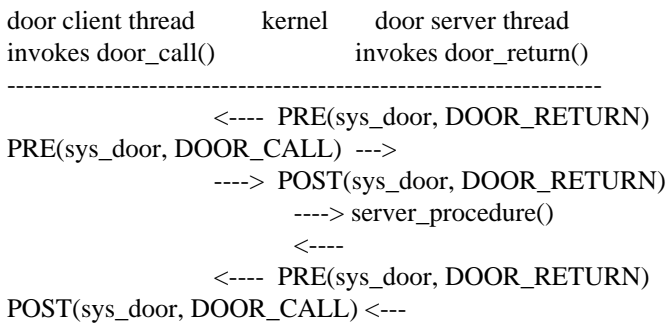 door client thread          kernel       door server thread
invokes door_call()                     invokes door_return()
-------------------------------------------------------------------
                        <----  PRE(sys_door, DOOR_RETURN)
PRE(sys_door, DOOR_CALL)  --->
                        ---->  POST(sys_door, DOOR_RETURN)
                                  ----> server_procedure()
                                  <----
                        <----  PRE(sys_door, DOOR_RETURN)
POST(sys_door, DOOR_CALL) <---